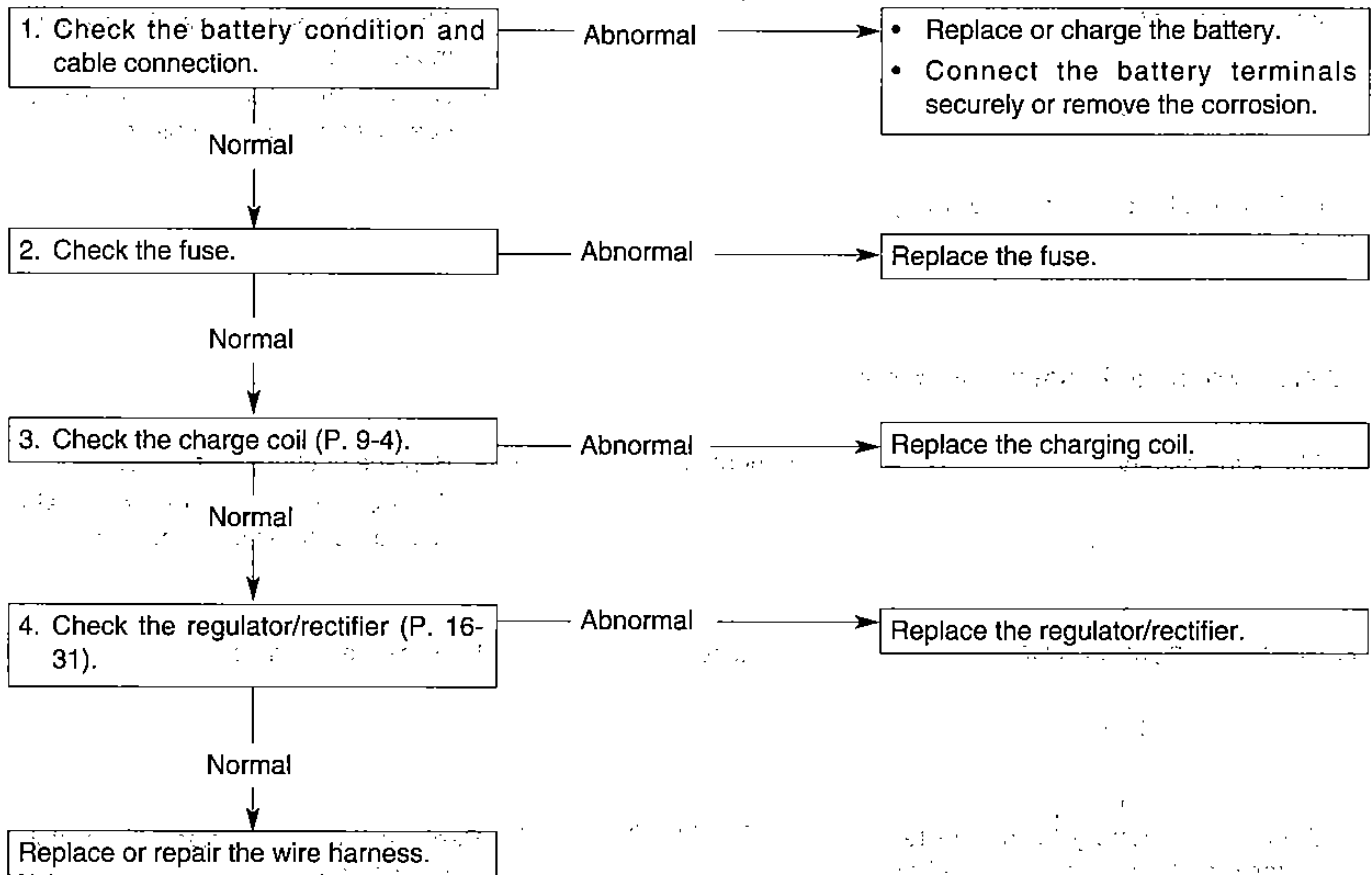 1. Check the battery condition and
cable connection.
Abnormal
• Replace or charge the battery.
• Connect the battery terminals
securely or remove the corrosion.
Normal
2. Check the fuse.
Abnormal
Replace the fuse.
Normal
3. Check the charge coil (P. 9-4).
Abnormal
Replace the charging coil.
Normal
4. Check the regulator/rectifier (P. 16-
31).
Abnormal
Replace the regulator/rectifier.
Normal
Replace or repair the wire harness.